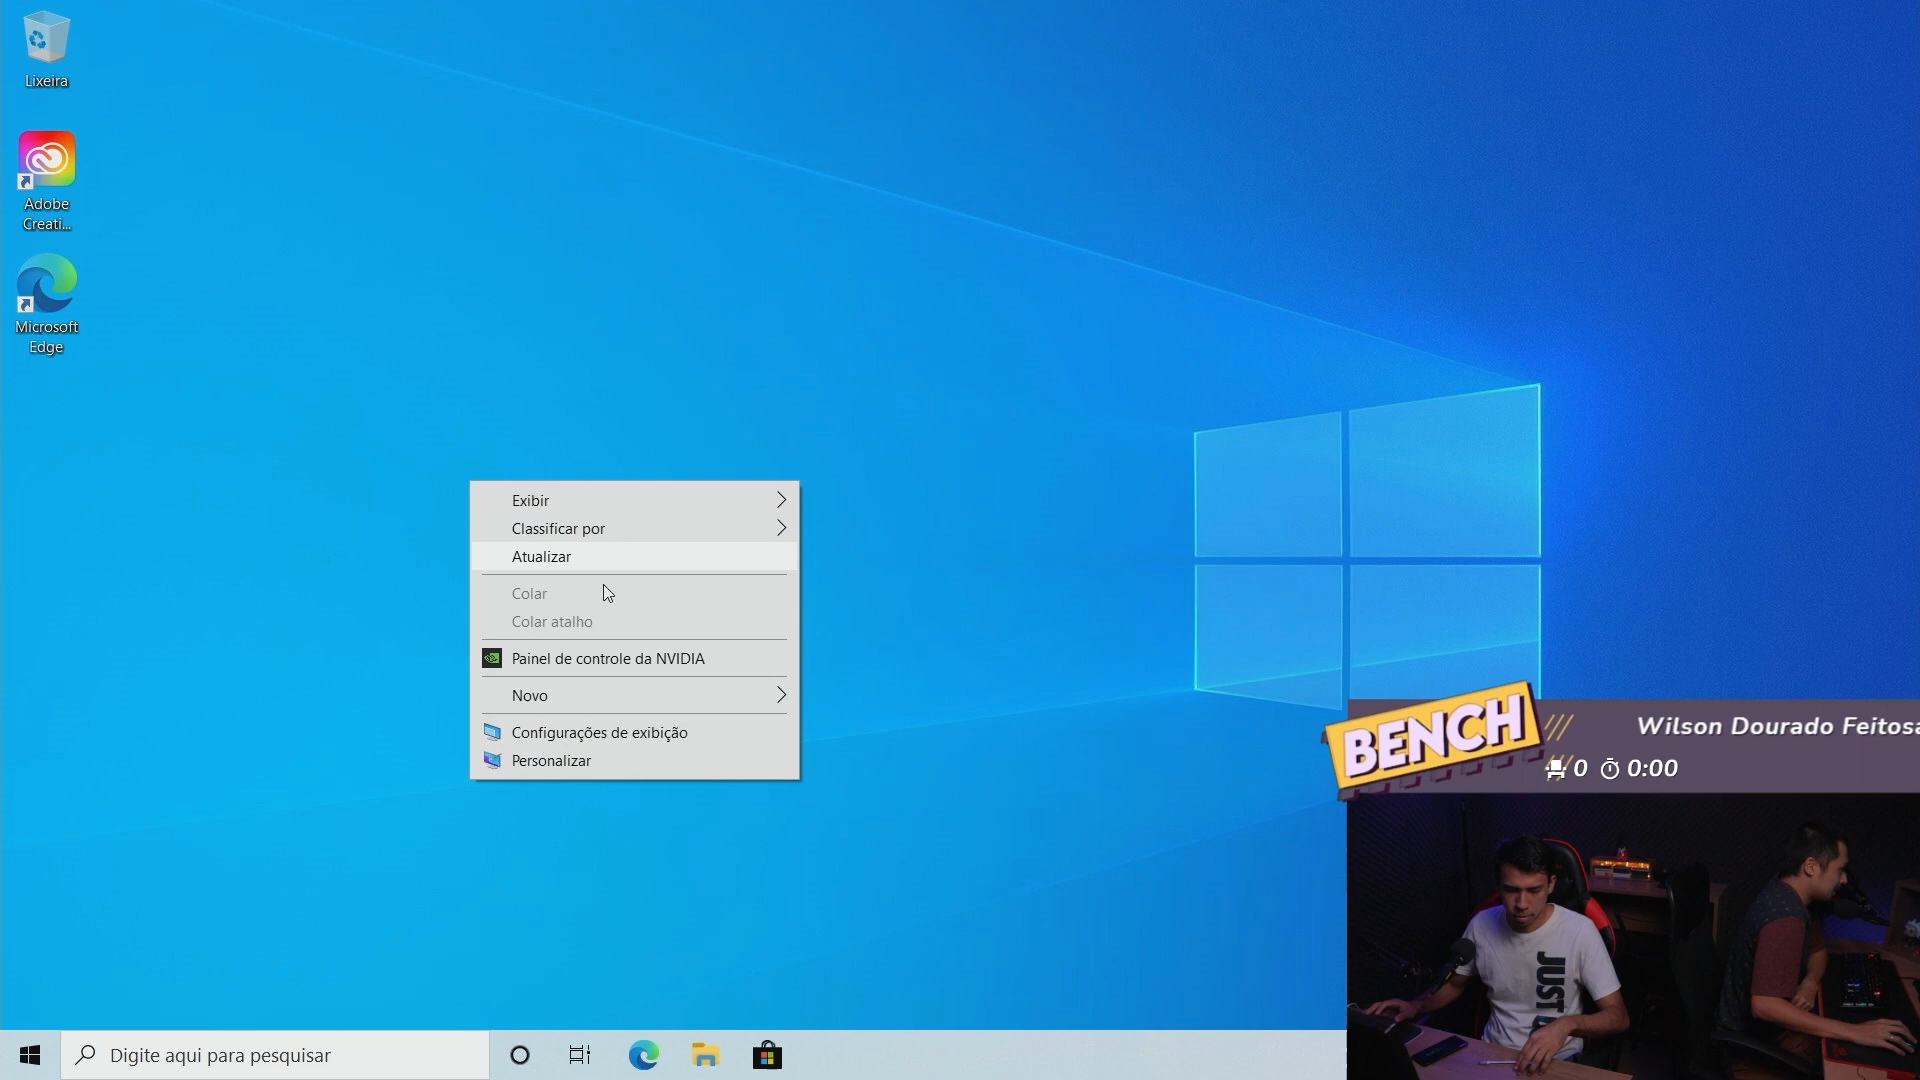 Lixeira
Adobe
Creati...
Microsoft
Edge
Exibir
Classificar por
Atualizar
Colar
Colar atalho
Painel de controle da NVIDIA
Novo
Configurações de exibição
Personalizar
BENCH
Wilson Dourado Feitosa
0 0:00
JUST
Digite aqui para pesquisar